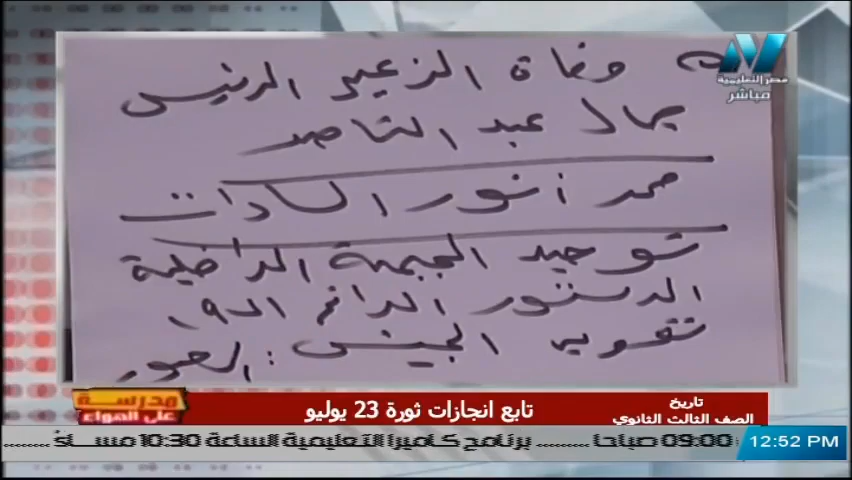 مصر التعليمية
مباشر
وفاة الزعيم الرئيس
جمال عبد الناصر
محمد أنور السادات
توحيد الجبهة الداخلية
الدستور الدائم ١٩٧١
تقوية الجيش : العبور
مدرسة
على الهواء
تابع انجازات ثورة 23 يوليو
تاريخ
الصف الثالث الثانوي
09:00 صباحا ........ برنامج كاميرا التعليمية الساعة 10:30 مساء
12:52 PM